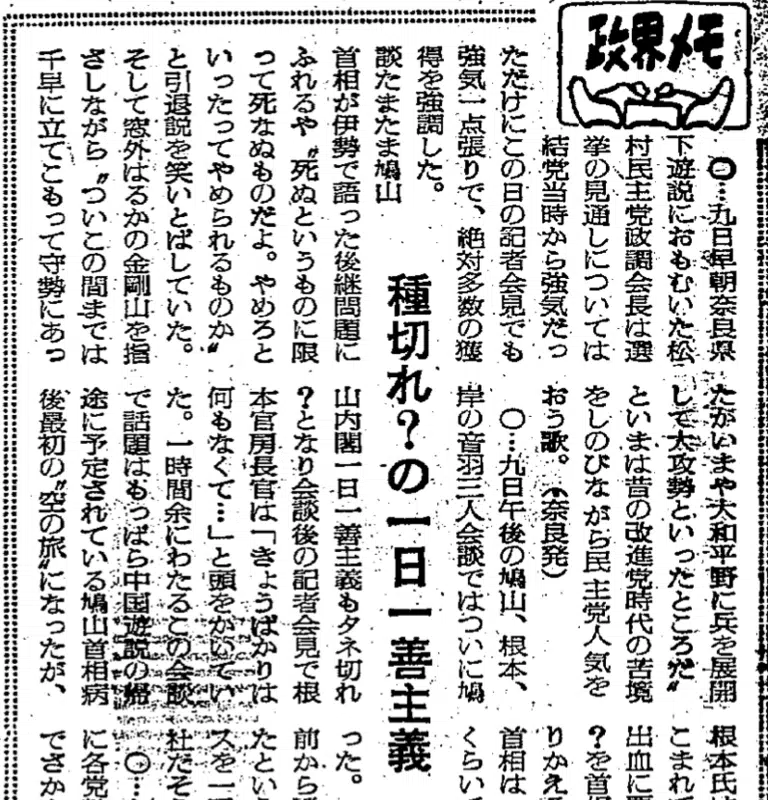 政界メモ
種切れ?の一日一善主義
〇…九日早朝奈良県
下遊説におもむいた松
村民主党政調会長は選
挙の見通しについては
結党当時から強気だっ
ただけにこの日の記者会見でも
強気一点張りで、絶対多数の獲
得を強調した。
談たまたま鳩山
首相が伊勢で語った後継問題に
ふれるや〝死ぬというものに限
って死なぬものだよ。やめろと
いったってやめられるものか〟
と引退説を笑いとばしていた。
そして窓外はるかの金剛山を指
さしながら〝ついこの間までは
千早に立てこもって守勢にあっ
たがいまや大和平野に兵を展開
して大攻勢といったところだ〟
といまは昔の改進党時代の苦境
をしのびながら民主党人気を
おう歌。(奈良発)
〇…九日午後の鳩山、根本、
岸の音羽三人会談ではついに鳩
山内閣一日一善主義もタネ切れ
?となり会談後の記者会見で根
本官房長官は「きょうばかりは
何もなくて…」と頭をかいてい
た。一時間余にわたるこの会談
で話題はもっぱら中国遊説の帰
途に予定されている鳩山首相病
後最初の〝空の旅〟になったが、
根本氏
こまれ
出血に
?を首
りかえ
首相は
くらい
った。
前から
たとい
スを一
社だそ
〇…
に各党
でさか